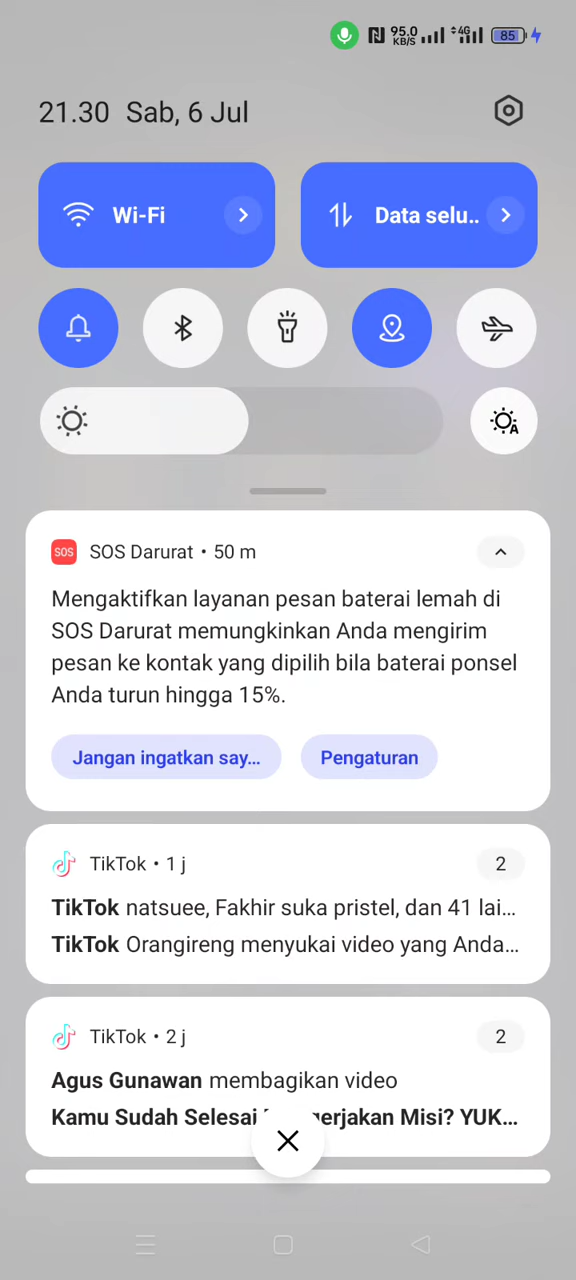 95.0
KB/S
4G
85
21.30 Sab, 6 Jul
Wi-Fi
Data selu..
A
SOS
SOS Darurat • 50 m
Mengaktifkan layanan pesan baterai lemah di
SOS Darurat memungkinkan Anda mengirim
pesan ke kontak yang dipilih bila baterai ponsel
Anda turun hingga 15%.
Jangan ingatkan say...
Pengaturan
TikTok • 1 j
2
TikTok natsuee, Fakhir suka pristel, dan 41 lai...
TikTok Orangireng menyukai video yang Anda...
TikTok • 2 j
2
Agus Gunawan membagikan video
Kamu Sudah Selesai Misi? YUK...